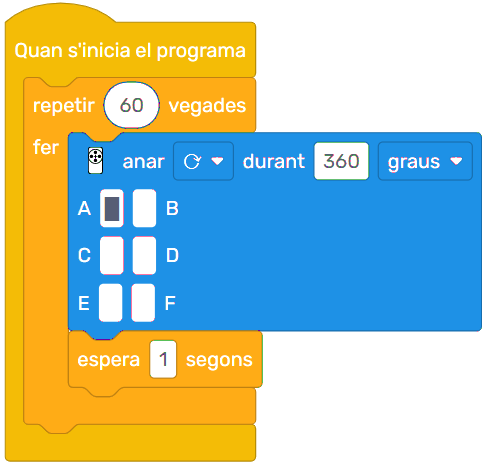 Quan s'inicia el programa
repetir 60 vegades
fer
anar durant 360 graus
A B
C D
E F
espera 1 segons